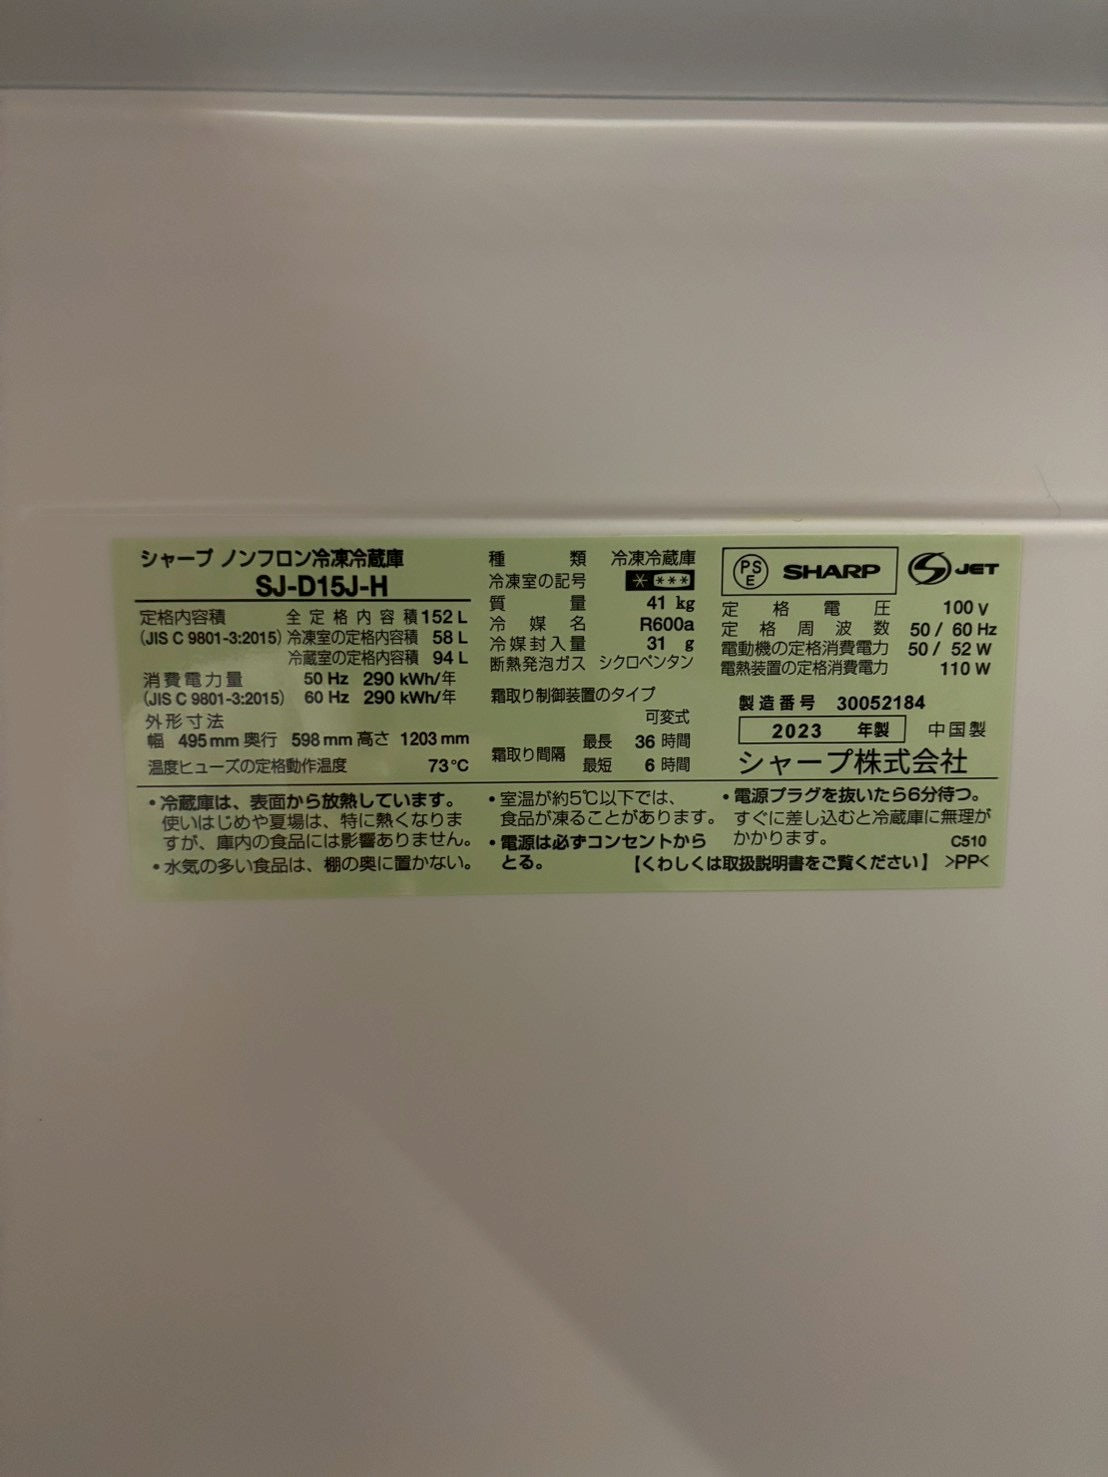 シャープ ノンフロン冷凍冷蔵庫
SJ-D15J-H
定格内容積 全定格内容積 152 L
(JIS C 9801-3:2015) 冷凍室の定格内容積 58 L
冷蔵室の定格内容積 94 L
消費電力量 50 Hz 290 kWh/年
(JIS C 9801-3:2015) 60 Hz 290 kWh/年
外形寸法
幅 495 mm 奥行 598 mm 高さ 1203 mm
温度ヒューズの定格動作温度 73℃
種類 冷凍冷蔵庫
冷凍室の記号 ****
質量 41 kg
冷媒名 R600a
冷媒封入量 31 g
断熱発泡ガス シクロペンタン
霜取り制御装置のタイプ
可変式
霜取り間隔 最長 36 時間
最短 6 時間
PSE SHARP S JET
定格電圧 100 V
定格周波数 50 / 60 Hz
電動機の定格消費電力 50 / 52 W
電熱装置の定格消費電力 110 W
製造番号 30052184
2023 年製 中国製
シャープ株式会社
・冷蔵庫は、表面から放熱しています。
使いはじめや夏場は、特に熱くなりま
すが、庫内の食品には影響ありません。
・水気の多い食品は、棚の奥に置かない。
・室温が約5℃以下では、
食品が凍ることがあります。
・電源は必ずコンセントから
とる。
・電源プラグを抜いたら6分待つ。
すぐに差し込むと冷蔵庫に無理が
かかります。 C510
【くわしくは取扱説明書をご覧ください】 >PP<